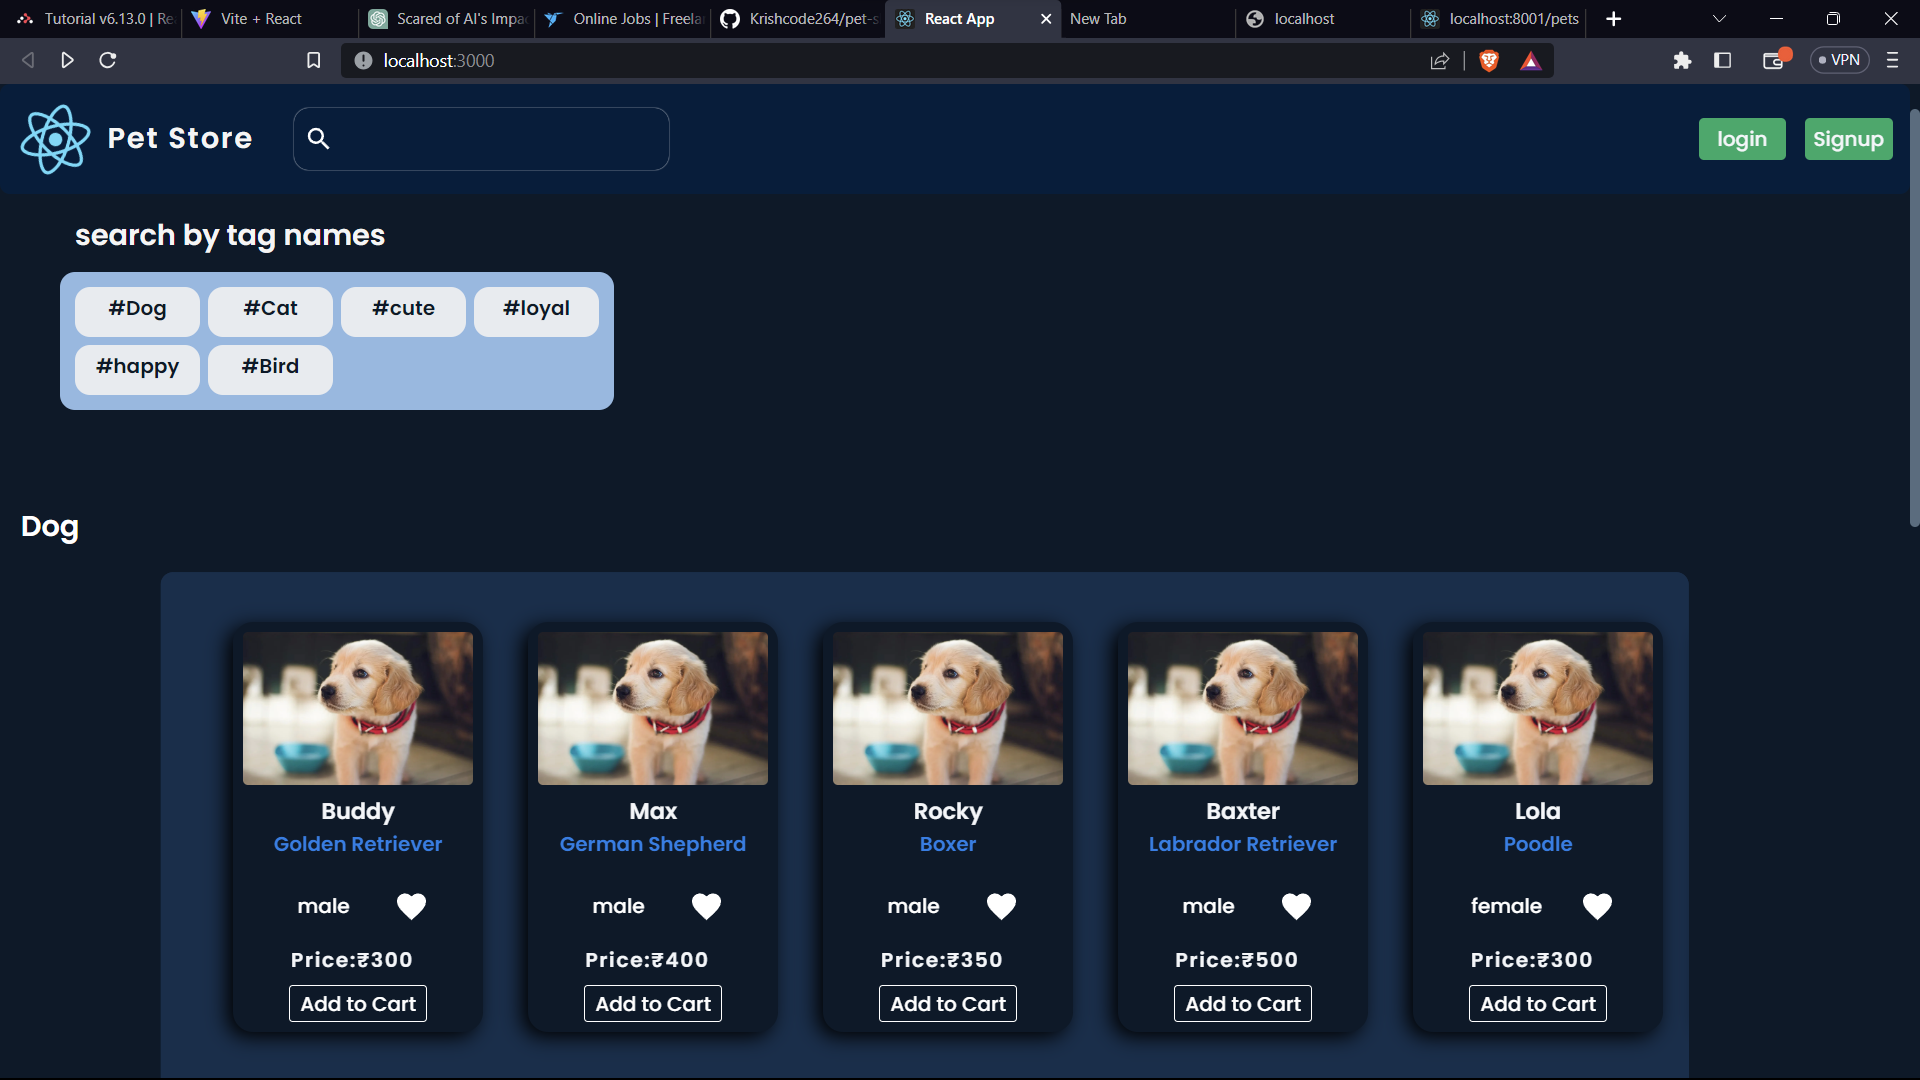 Tutorial v6.13.0 | Re
Vite + React
Scared of AI's Impa
Online Jobs | Freela
Krishcode264/pet-s
React App
New Tab
localhost
localhost:8001/pets
localhost:3000
VPN
Pet Store
login
Signup
search by tag names
#Dog #Cat #cute #loyal
#happy #Bird
Dog
Buddy Max Rocky Baxter Lola
Golden Retriever German Shepherd Boxer Labrador Retriever Poodle
male male male male female
Price:₹300 Price:₹400 Price:₹350 Price:₹500 Price:₹300
Add to Cart Add to Cart Add to Cart Add to Cart Add to Cart